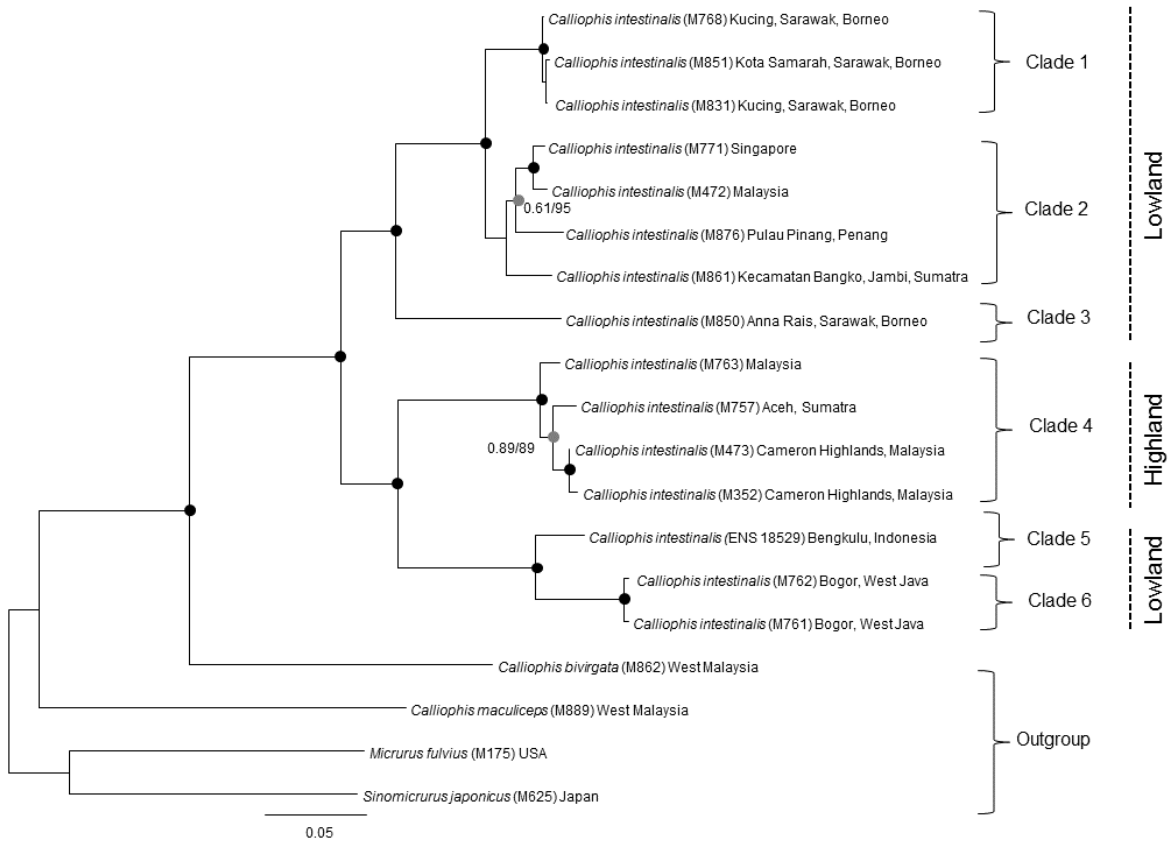 Calliophis intestinalis (M768) Kucing, Sarawak, Borneo
Calliophis intestinalis (M851) Kota Samarah, Sarawak, Borneo
Clade 1
Calliophis intestinalis (M831) Kucing, Sarawak, Borneo
Calliophis intestinalis (M771) Singapore
Calliophis intestinalis (M472) Malaysia
0.61/95
Clade 2
Lowland
Calliophis intestinalis (M876) Pulau Pinang, Penang
Calliophis intestinalis (M861) Kecamatan Bangko, Jambi, Sumatra
Calliophis intestinalis (M850) Anna Rais, Sarawak, Borneo
Clade 3
Calliophis intestinalis (M763) Malaysia
Calliophis intestinalis (M757) Aceh, Sumatra
Clade 4
Highland
0.89/89
Calliophis intestinalis (M473) Cameron Highlands, Malaysia
Calliophis intestinalis (M352) Cameron Highlands, Malaysia
Calliophis intestinalis (ENS 18529) Bengkulu, Indonesia
Clade 5
Lowland
Calliophis intestinalis (M762) Bogor, West Java
Clade 6
Calliophis intestinalis (M761) Bogor, West Java
Calliophis bivirgata (M862) West Malaysia
Calliophis maculiceps (M889) West Malaysia
Outgroup
Micrurus fulvius (M175) USA
Sinomicrurus japonicus (M625) Japan
0.05